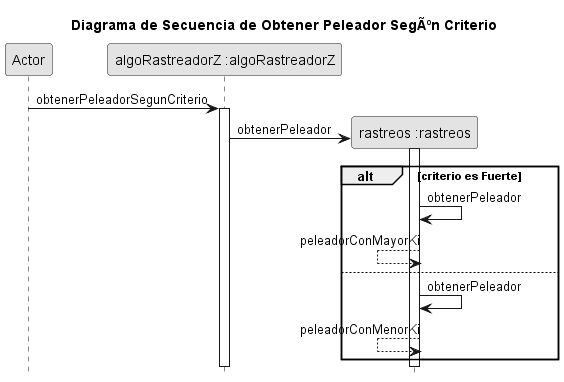 Diagrama de Secuencia de Obtener Peleador SegÃºn Criterio
Actor
algoRastreadorZ :algoRastreadorZ
obtenerPeleadorSegunCriterio
obtenerPeleador
rastreos :rastreos
alt [criterio es Fuerte]
obtenerPeleador
peleadorConMayorKi
obtenerPeleador
peleadorConMenorKi